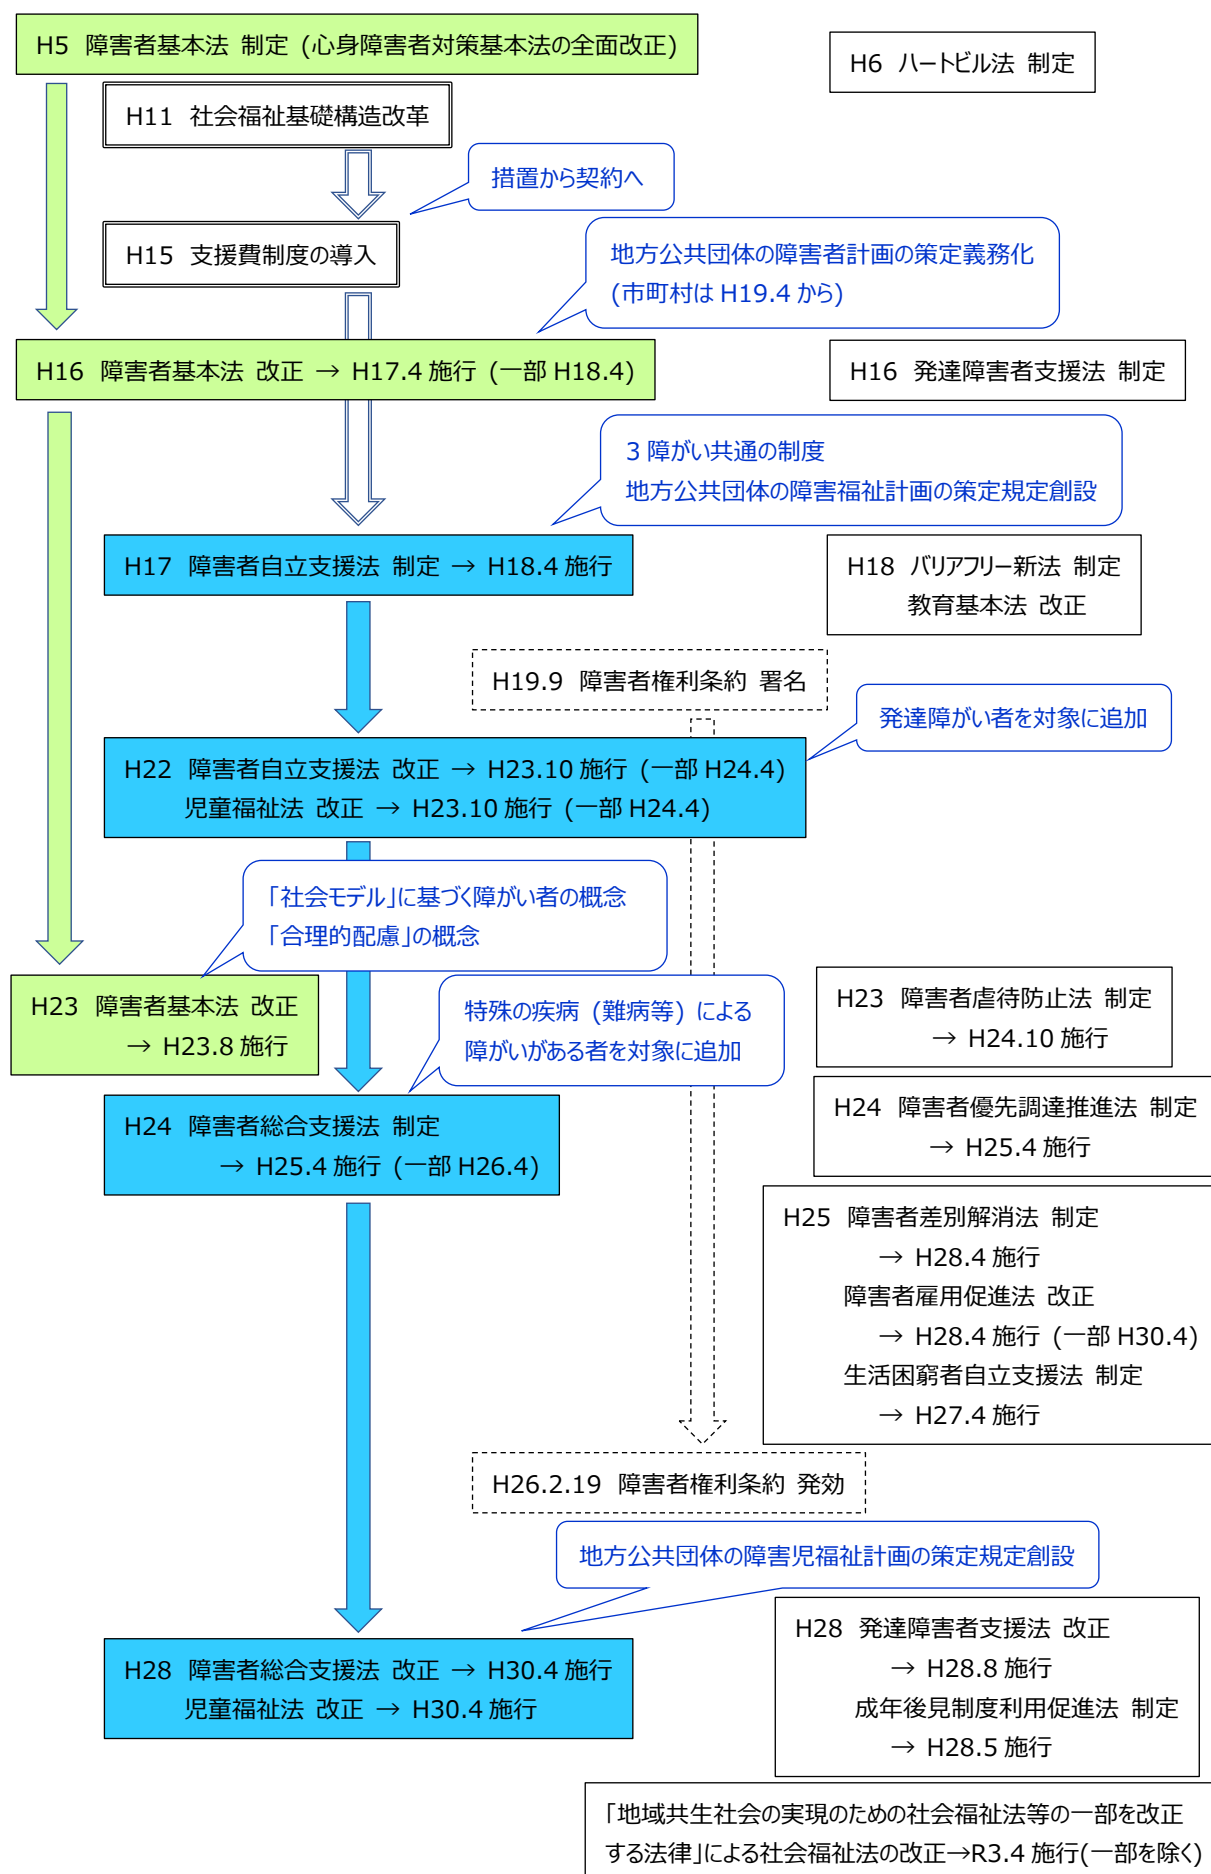 H5 障害者基本法 制定 (心身障害者対策基本法の全面改正)
H6 ハートビル法 制定
H11 社会福祉基礎構造改革
措置から契約へ
H15 支援費制度の導入
地方公共団体の障害者計画の策定義務化
(市町村は H19.4 から)
H16 障害者基本法 改正 → H17.4 施行 (一部 H18.4)
H16 発達障害者支援法 制定
3 障がい共通の制度
地方公共団体の障害福祉計画の策定規定創設
H17 障害者自立支援法 制定 → H18.4 施行
H18 バリアフリー新法 制定
教育基本法 改正
H19.9 障害者権利条約 署名
発達障がい者を対象に追加
H22 障害者自立支援法 改正 → H23.10 施行 (一部 H24.4)
児童福祉法 改正 → H23.10 施行 (一部 H24.4)
「社会モデル」に基づく障がい者の概念
「合理的配慮」の概念
H23 障害者基本法 改正
→ H23.8 施行
特殊の疾病 (難病等) による
障がいがある者を対象に追加
H23 障害者虐待防止法 制定
→ H24.10 施行
H24 障害者総合支援法 制定
→ H25.4 施行 (一部 H26.4)
H24 障害者優先調達推進法 制定
→ H25.4 施行
H25 障害者差別解消法 制定
→ H28.4 施行
障害者雇用促進法 改正
→ H28.4 施行 (一部 H30.4)
生活困窮者自立支援法 制定
→ H27.4 施行
H26.2.19 障害者権利条約 発効
地方公共団体の障害児福祉計画の策定規定創設
H28 障害者総合支援法 改正 → H30.4 施行
児童福祉法 改正 → H30.4 施行
H28 発達障害者支援法 改正
→ H28.8 施行
成年後見制度利用促進法 制定
→ H28.5 施行
「地域共生社会の実現のための社会福祉法等の一部を改正
する法律」による社会福祉法の改正→R3.4 施行(一部を除く)